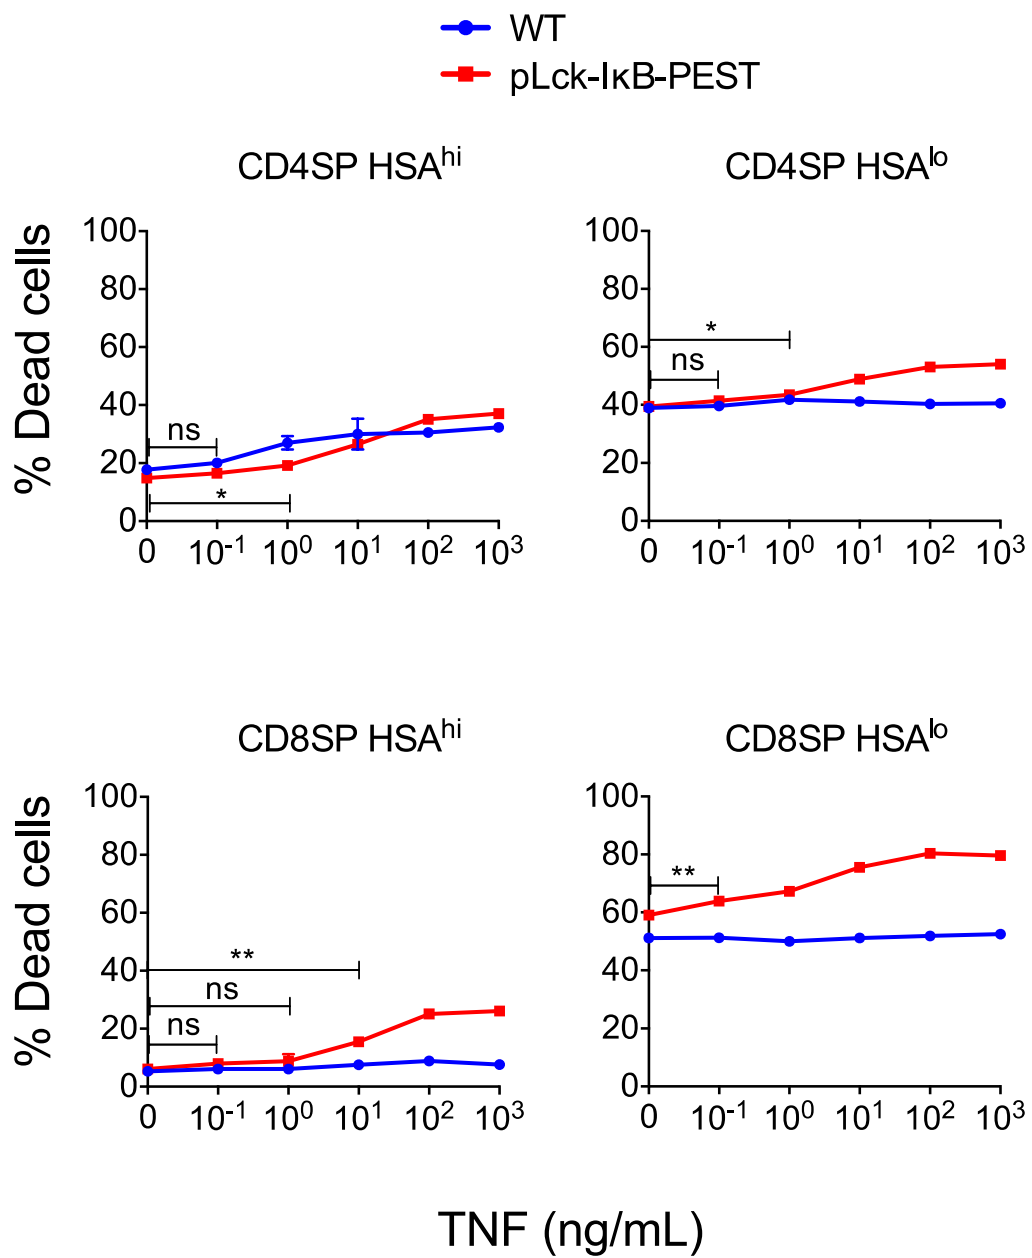 WT
pLck-IκB-PEST
CD4SP HSA^hi
CD4SP HSA^lo
% Dead cells
100
80
60
40
20
0
ns
*
0 10^-1 10^0 10^1 10^2 10^3
100
80
60
40
20
0
*
ns
0 10^-1 10^0 10^1 10^2 10^3
CD8SP HSA^hi
CD8SP HSA^lo
% Dead cells
100
80
60
40
20
0
**
ns
ns
0 10^-1 10^0 10^1 10^2 10^3
100
80
60
40
20
0
**
0 10^-1 10^0 10^1 10^2 10^3
TNF (ng/mL)